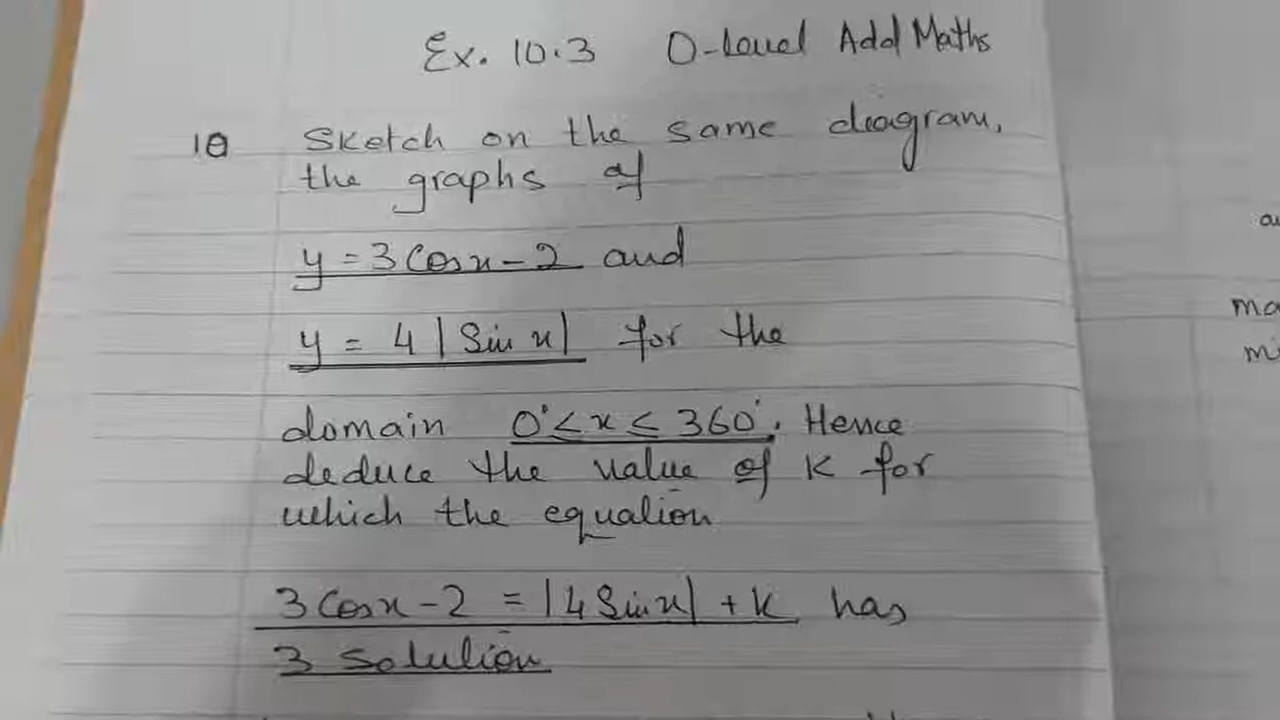 Ex. 10.3 O-Level Add Maths
10 Sketch on the same diagram,
the graphs of
y = 3 Cos x - 2 and
y = 4 | Sin x| for the
domain 0° ≤ x ≤ 360°. Hence
deduce the value of K for
which the equation
3 Cos x - 2 = |4 Sin x| + K has
3 Solution